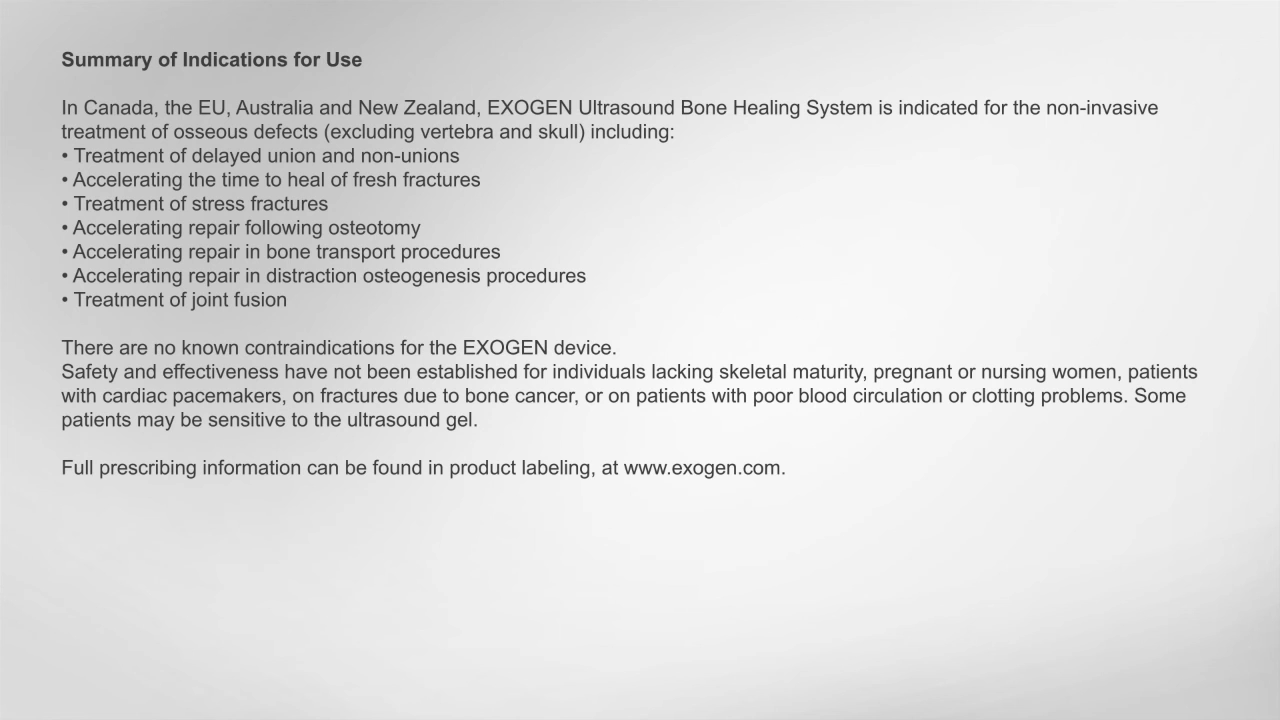 Summary of Indications for Use
In Canada, the EU, Australia and New Zealand, EXOGEN Ultrasound Bone Healing System is indicated for the non-invasive
treatment of osseous defects (excluding vertebra and skull) including:
• Treatment of delayed union and non-unions
• Accelerating the time to heal of fresh fractures
• Treatment of stress fractures
• Accelerating repair following osteotomy
• Accelerating repair in bone transport procedures
• Accelerating repair in distraction osteogenesis procedures
• Treatment of joint fusion
There are no known contraindications for the EXOGEN device.
Safety and effectiveness have not been established for individuals lacking skeletal maturity, pregnant or nursing women, patients
with cardiac pacemakers, on fractures due to bone cancer, or on patients with poor blood circulation or clotting problems. Some
patients may be sensitive to the ultrasound gel.
Full prescribing information can be found in product labeling, at www.exogen.com.